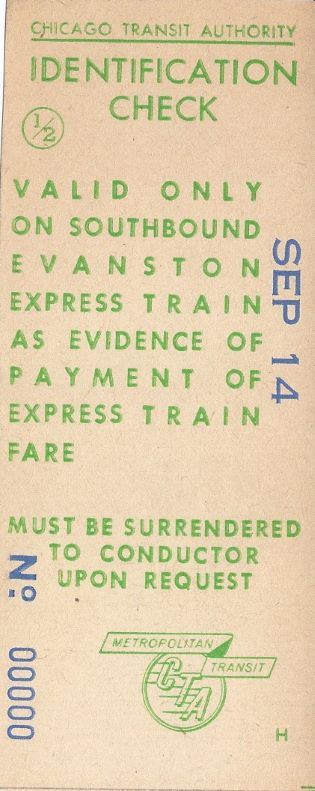 CHICAGO TRANSIT AUTHORITY
IDENTIFICATION
CHECK
1/2
VALID ONLY
ON SOUTHBOUND
EVANSTON
EXPRESS TRAIN
AS EVIDENCE OF
PAYMENT OF
EXPRESS TRAIN
FARE
SEP 14
MUST BE SURRENDERED
TO CONDUCTOR
UPON REQUEST
Nº 00000
METROPOLITAN
CTA
TRANSIT
H